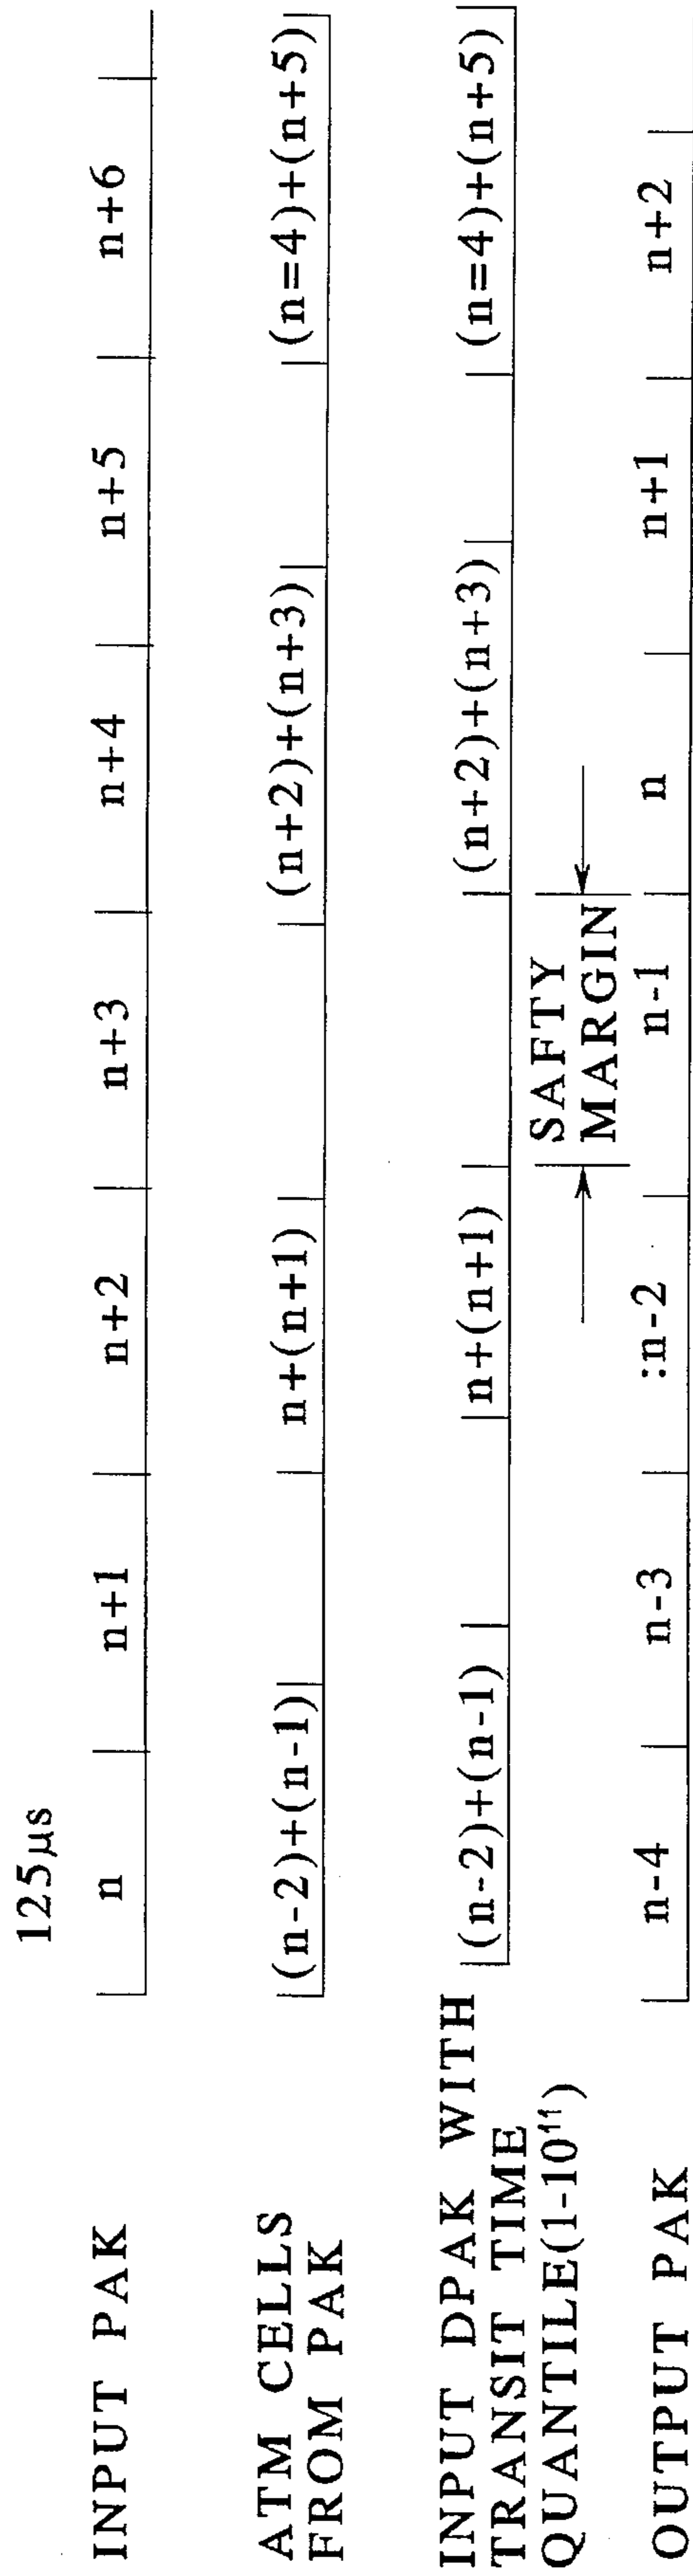 125μs
INPUT PAK
n
n+1
n+2
n+3
n+4
n+5
n+6
ATM CELLS
FROM PAK
(n-2)+(n-1)
n+(n+1)
(n+2)+(n+3)
(n=4)+(n+5)
INPUT DPAK WITH
TRANSIT TIME
QUANTILE(1-10¹¹)
(n-2)+(n-1)
n+(n+1)
(n+2)+(n+3)
(n=4)+(n+5)
SAFTY
MARGIN
OUTPUT PAK
n-4
n-3
:n-2
n-1
n
n+1
n+2